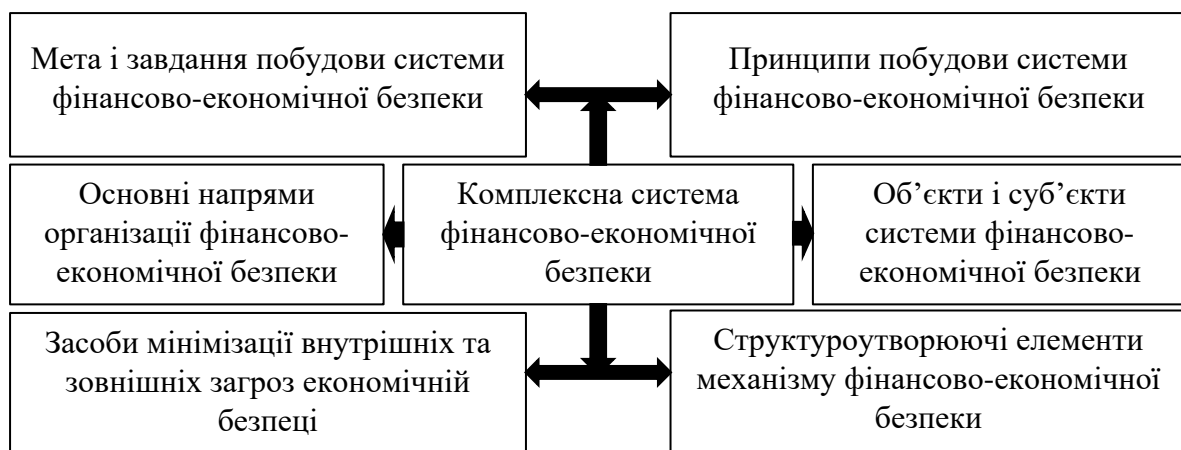 Мета і завдання побудови системи
фінансово-економічної безпеки
Принципи побудови системи
фінансово-економічної безпеки
Основні напрями
організації фінансово-
економічної безпеки
Комплексна система
фінансово-економічної
безпеки
Об’єкти і суб’єкти
системи фінансово-
економічної безпеки
Засоби мінімізації внутрішніх та
зовнішніх загроз економічній
безпеці
Структуроутворюючі елементи
механізму фінансово-економічної
безпеки